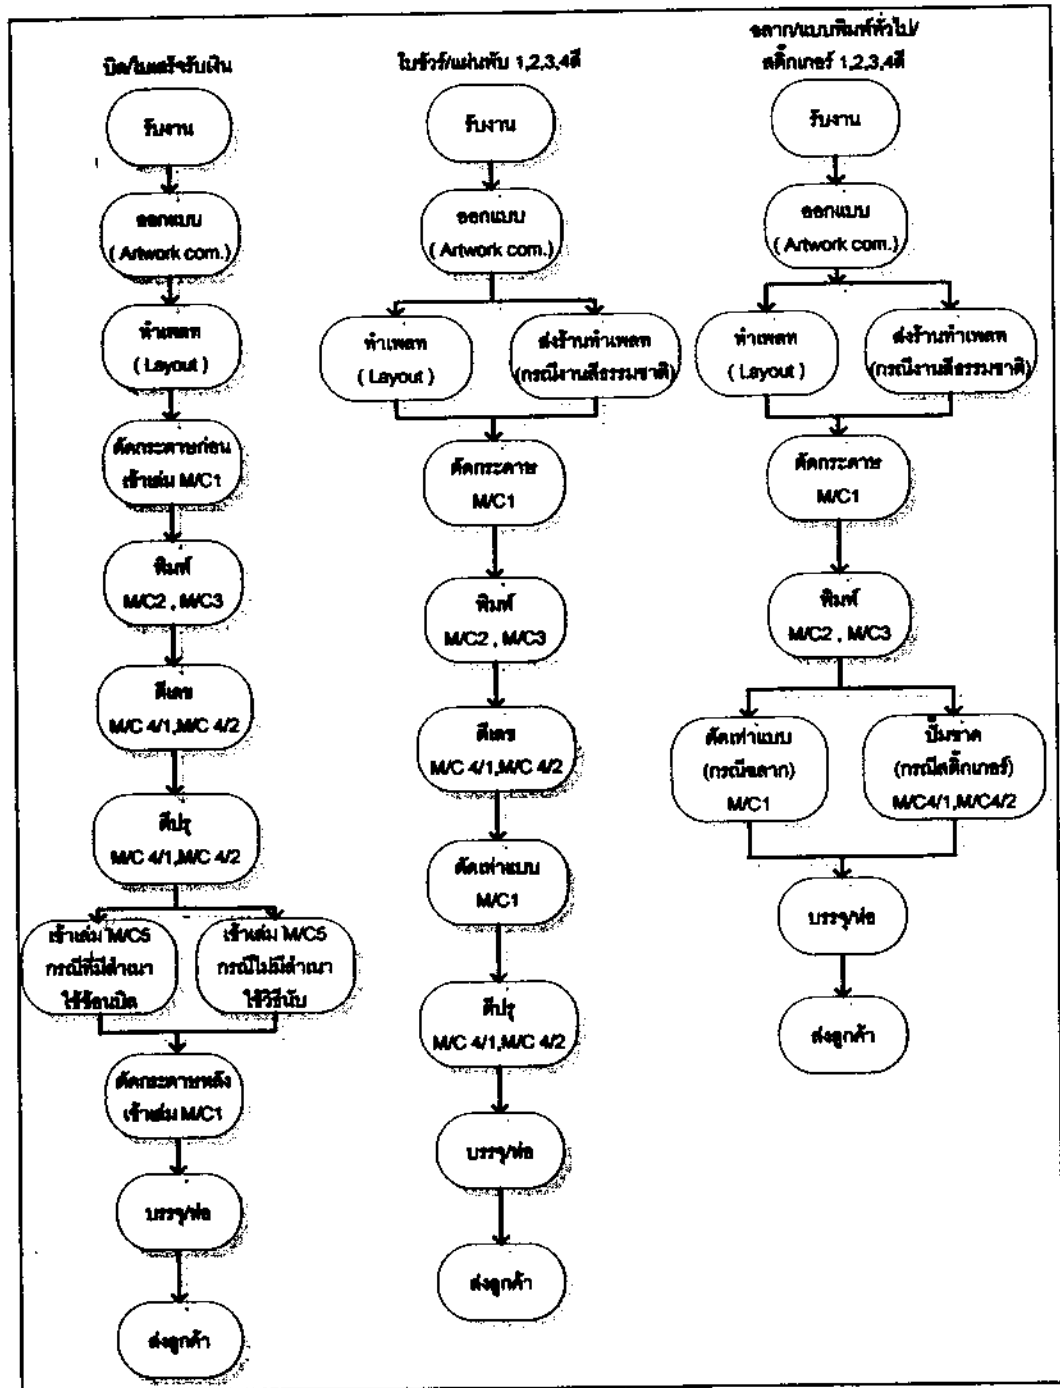 บิล/ใบเสร็จรับเงิน
รับงาน
ออกแบบ
( Artwork com.)
ทำเพลท
( Layout )
ตัดกระดาษก่อน
เข้าเล่ม M/C1
พิมพ์
M/C2 , M/C3
ตีเลข
M/C 4/1,M/C 4/2
ตีปรุ
M/C 4/1,M/C 4/2
เข้าเล่ม M/C5
กรณีที่มีสำเนา
ใช้ช้อนบิล
เข้าเล่ม M/C5
กรณีไม่มีสำเนา
ใช้วิธีนับ
ตัดกระดาษหลัง
เข้าเล่ม M/C1
บรรจุ/ห่อ
ส่งลูกค้า
ใบชัวร์/แผ่นพับ 1,2,3,4สี
รับงาน
ออกแบบ
( Artwork com.)
ทำเพลท
( Layout )
ส่งร้านทำเพลท
(กรณีงานสีธรรมชาติ)
ตัดกระดาษ
M/C1
พิมพ์
M/C2 , M/C3
ตีเลข
M/C 4/1,M/C 4/2
ตัดเท่าแบบ
M/C1
ตีปรุ
M/C 4/1,M/C 4/2
บรรจุ/ห่อ
ส่งลูกค้า
ฉลาก/แบบพิมพ์ทั่วไป/
สติ๊กเกอร์ 1,2,3,4สี
รับงาน
ออกแบบ
( Artwork com.)
ทำเพลท
( Layout )
ส่งร้านทำเพลท
(กรณีงานสีธรรมชาติ)
ตัดกระดาษ
M/C1
พิมพ์
M/C2 , M/C3
ตัดเท่าแบบ
(กรณีฉลาก)
M/C1
ปั๊มขาด
(กรณีสติ๊กเกอร์)
M/C4/1,M/C4/2
บรรจุ/ห่อ
ส่งลูกค้า